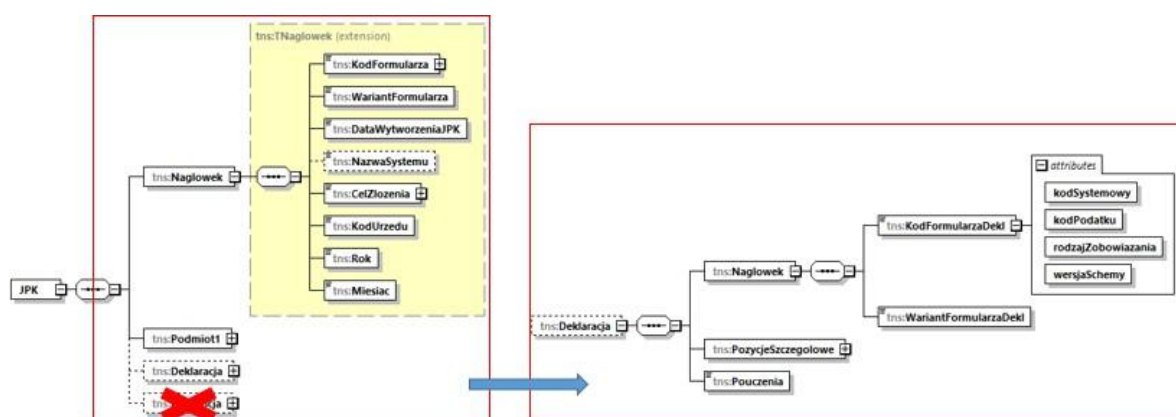 tns:TNaglowek (extension)
tns:KodFormularza
tns:WariantFormularza
tns:DataWytworzeniaJPK
tns:NazwaSystemu
tns:Naglowek
tns:CelZlozenia
tns:KodUrzedu
tns:Rok
tns:Miesiac
JPK
tns:Podmiot1
tns:Deklaracja
attributes
kodSystemowy
kodPodatku
rodzajZobowiazania
wersjaSchemy
tns:KodFormularzaDekl
tns:Naglowek
tns:WariantFormularzaDekl
tns:Deklaracja
tns:PozycjeSzczegolowe
tns:Pouczenia